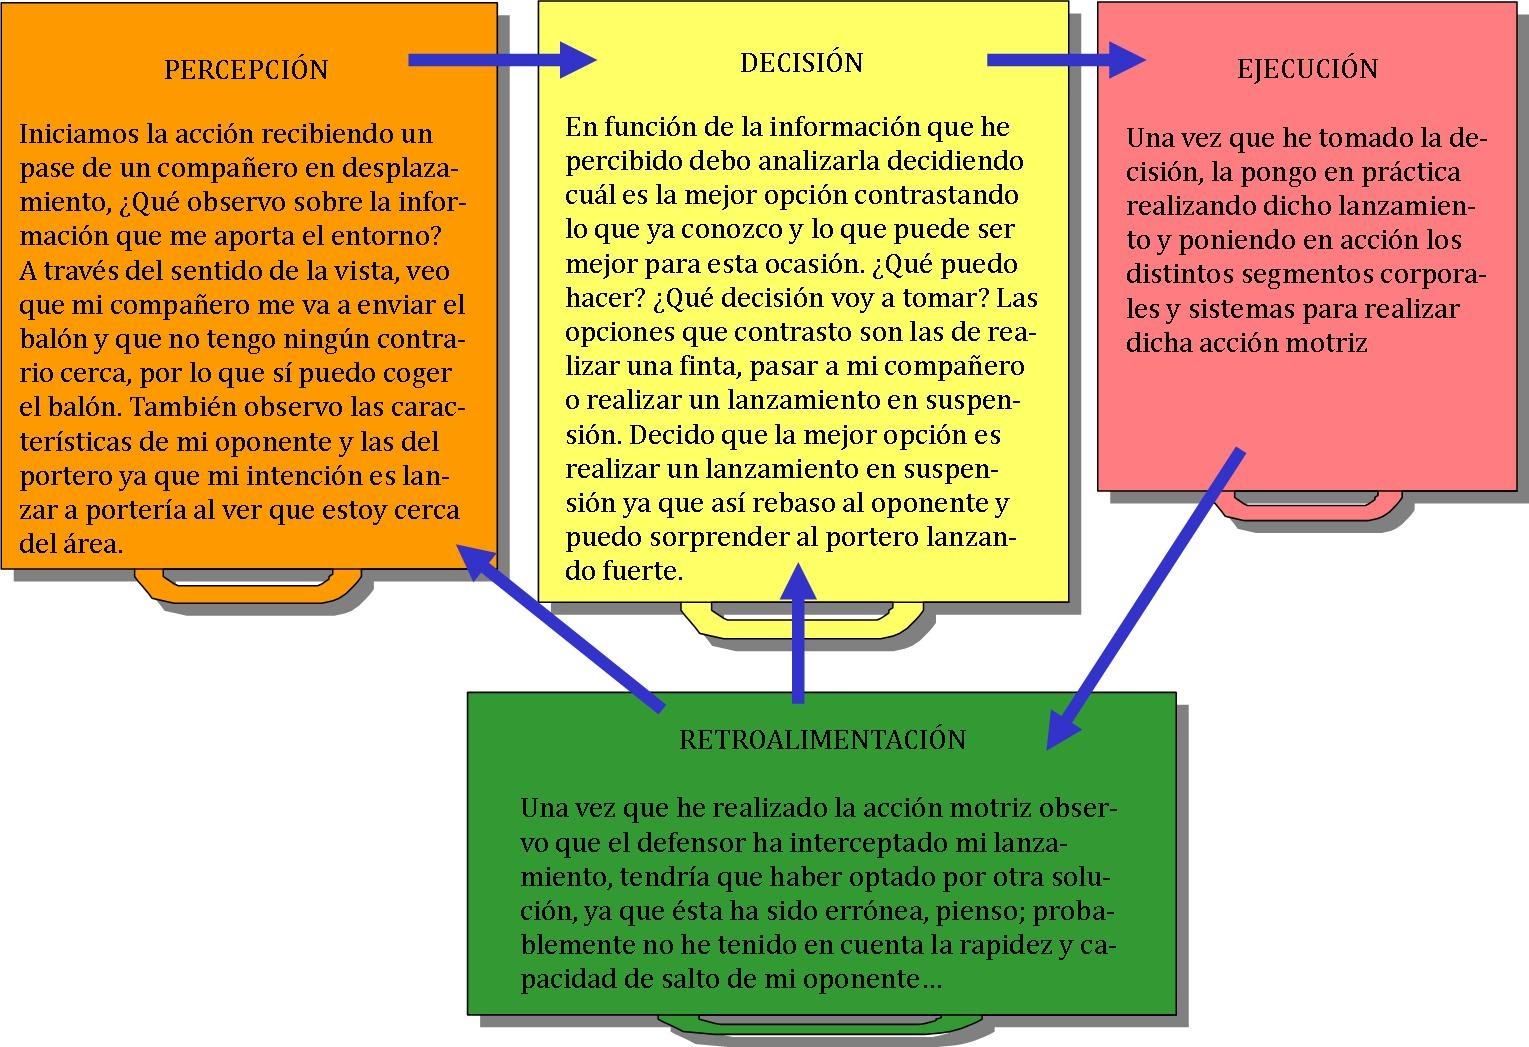 PERCEPCIÓN
Iniciamos la acción recibiendo un
pase de un compañero en desplaza-
miento, ¿Qué observo sobre la infor-
mación que me aporta el entorno?
A través del sentido de la vista, veo
que mi compañero me va a enviar el
balón y que no tengo ningún contra-
rio cerca, por lo que sí puedo coger
el balón. También observo las carac-
terísticas de mi oponente y las del
portero ya que mi intención es lan-
zar a portería al ver que estoy cerca
del área.
DECISIÓN
En función de la información que he
percibido debo analizarla decidiendo
cuál es la mejor opción contrastando
lo que ya conozco y lo que puede ser
mejor para esta ocasión. ¿Qué puedo
hacer? ¿Qué decisión voy a tomar? Las
opciones que contrasto son las de rea-
lizar una finta, pasar a mi compañero
o realizar un lanzamiento en suspen-
sión. Decido que la mejor opción es
realizar un lanzamiento en suspen-
sión ya que así rebaso al oponente y
puedo sorprender al portero lanzan-
do fuerte.
EJECUCIÓN
Una vez que he tomado la de-
cisión, la pongo en práctica
realizando dicho lanzamien-
to y poniendo en acción los
distintos segmentos corpora-
les y sistemas para realizar
dicha acción motriz
RETROALIMENTACIÓN
Una vez que he realizado la acción motriz obser-
vo que el defensor ha interceptado mi lanza-
miento, tendría que haber optado por otra solu-
ción, ya que ésta ha sido errónea, pienso; proba-
blemente no he tenido en cuenta la rapidez y ca-
pacidad de salto de mi oponente…